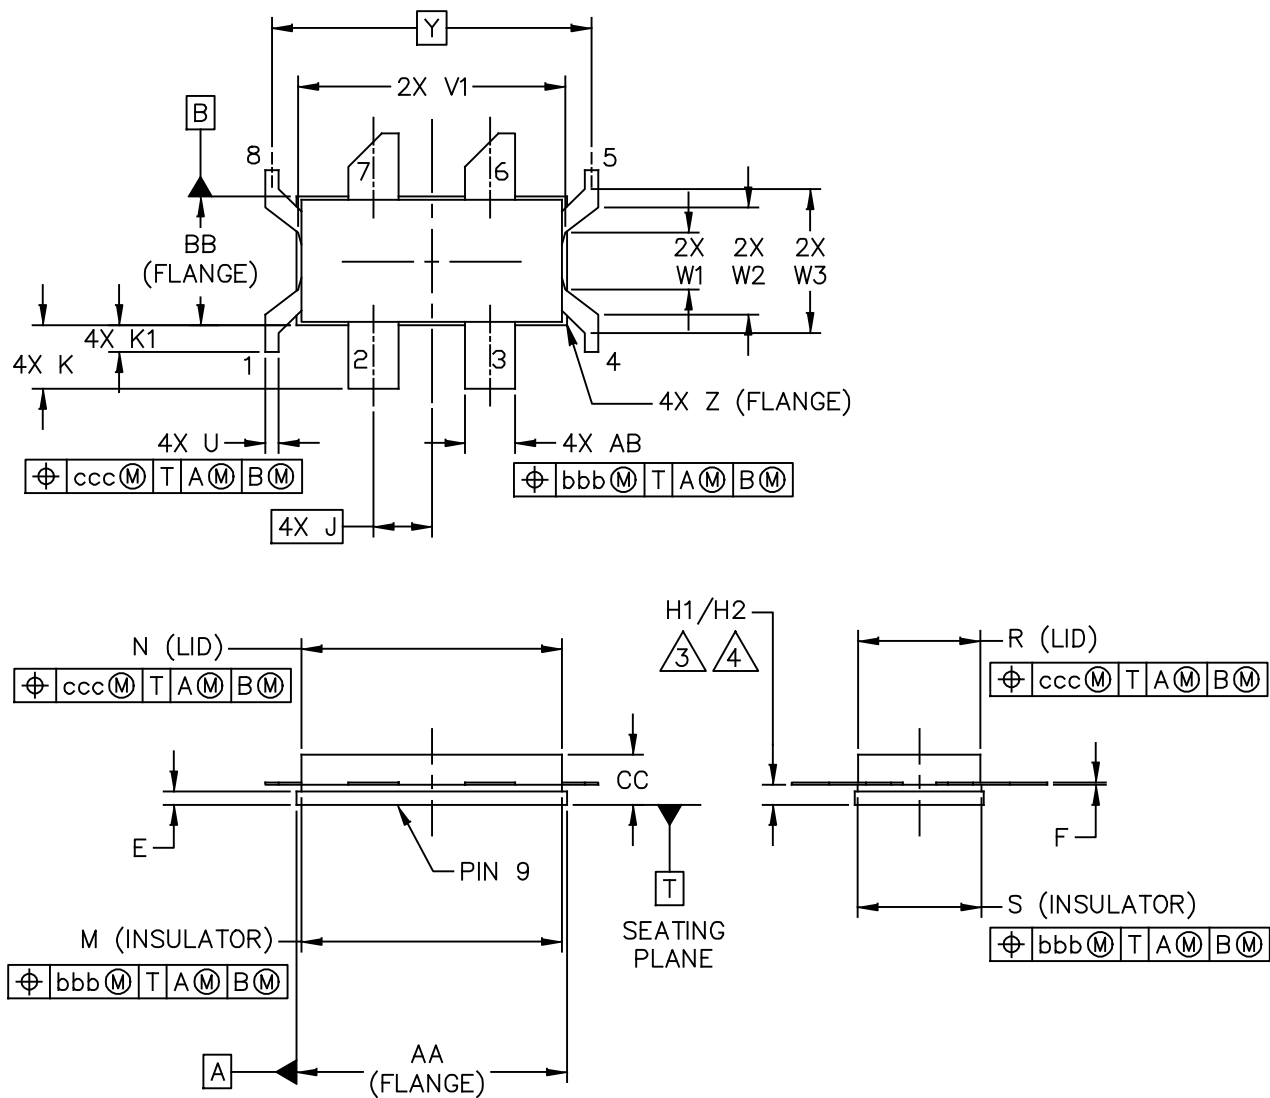 Y
2X V1
B
8
7
6
5
BB
(FLANGE)
2X
W1
2X
W2
2X
W3
4X K1
4X K
1
2
3
4
4X Z (FLANGE)
4X U
4X AB
⌖ ccc Ⓜ T A Ⓜ B Ⓜ
⌖ bbb Ⓜ T A Ⓜ B Ⓜ
4X J
N (LID)
⌖ ccc Ⓜ T A Ⓜ B Ⓜ
H1/H2
3 4
R (LID)
⌖ ccc Ⓜ T A Ⓜ B Ⓜ
CC
E
PIN 9
F
T
SEATING
PLANE
S (INSULATOR)
⌖ bbb Ⓜ T A Ⓜ B Ⓜ
M (INSULATOR)
⌖ bbb Ⓜ T A Ⓜ B Ⓜ
A
AA
(FLANGE)